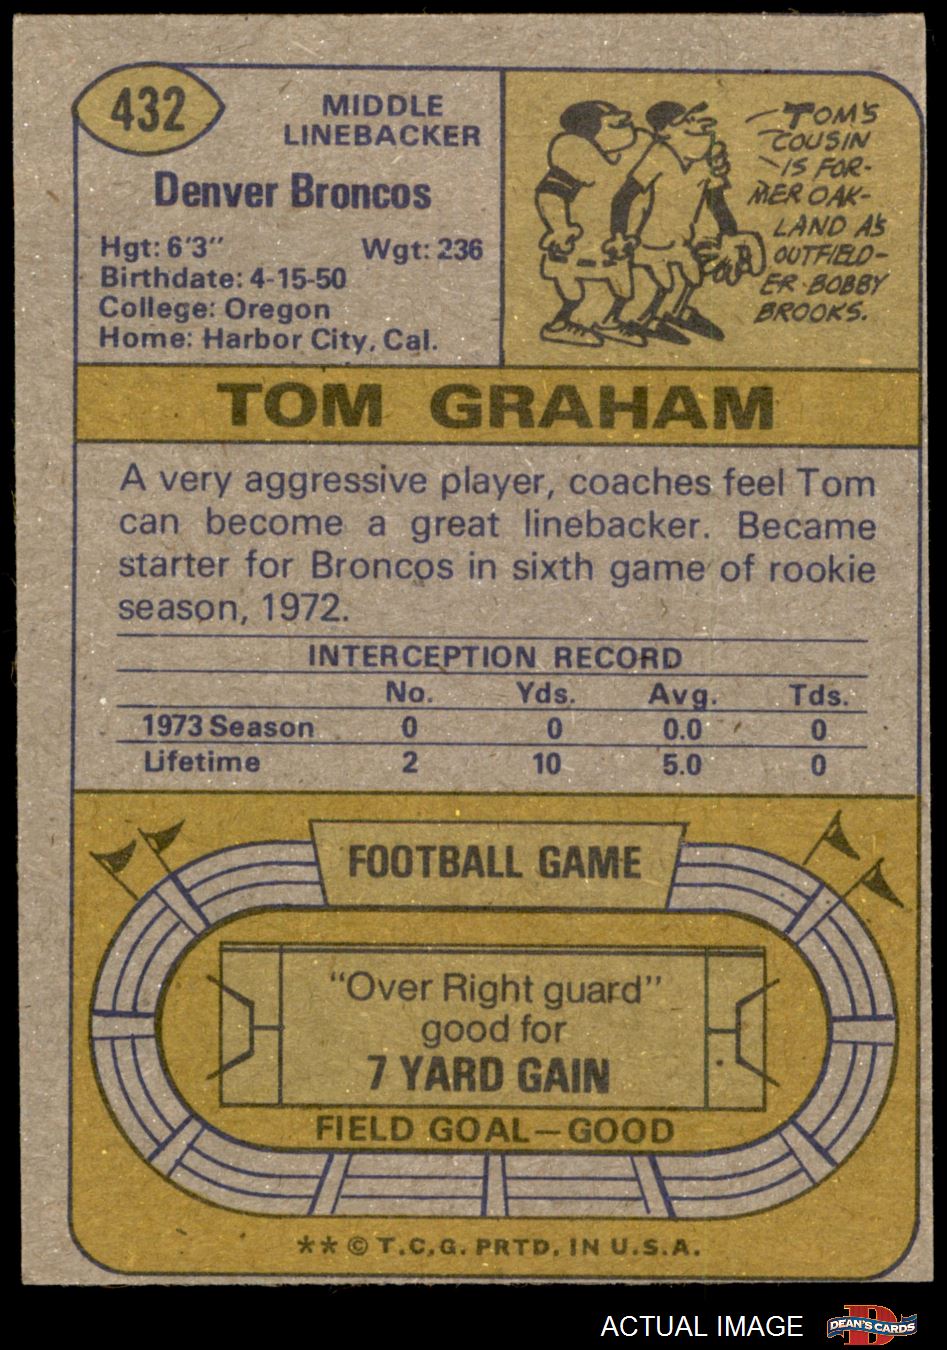 432
MIDDLE
LINEBACKER
Denver Broncos
Hgt: 6'3" Wgt: 236
Birthdate: 4-15-50
College: Oregon
Home: Harbor City, Cal.
TOM'S
COUSIN
IS FOR-
MER OAK-
LAND A's
OUTFIELD-
ER BOBBY
BROOKS.
TOM GRAHAM
A very aggressive player, coaches feel Tom
can become a great linebacker. Became
starter for Broncos in sixth game of rookie
season, 1972.
INTERCEPTION RECORD
No. Yds. Avg. Tds.
1973 Season 0 0 0.0 0
Lifetime 2 10 5.0 0
FOOTBALL GAME
"Over Right guard"
good for
7 YARD GAIN
FIELD GOAL—GOOD
** © T.C.G. PRTD. IN U.S.A.
ACTUAL IMAGE
DEAN'S CARDS